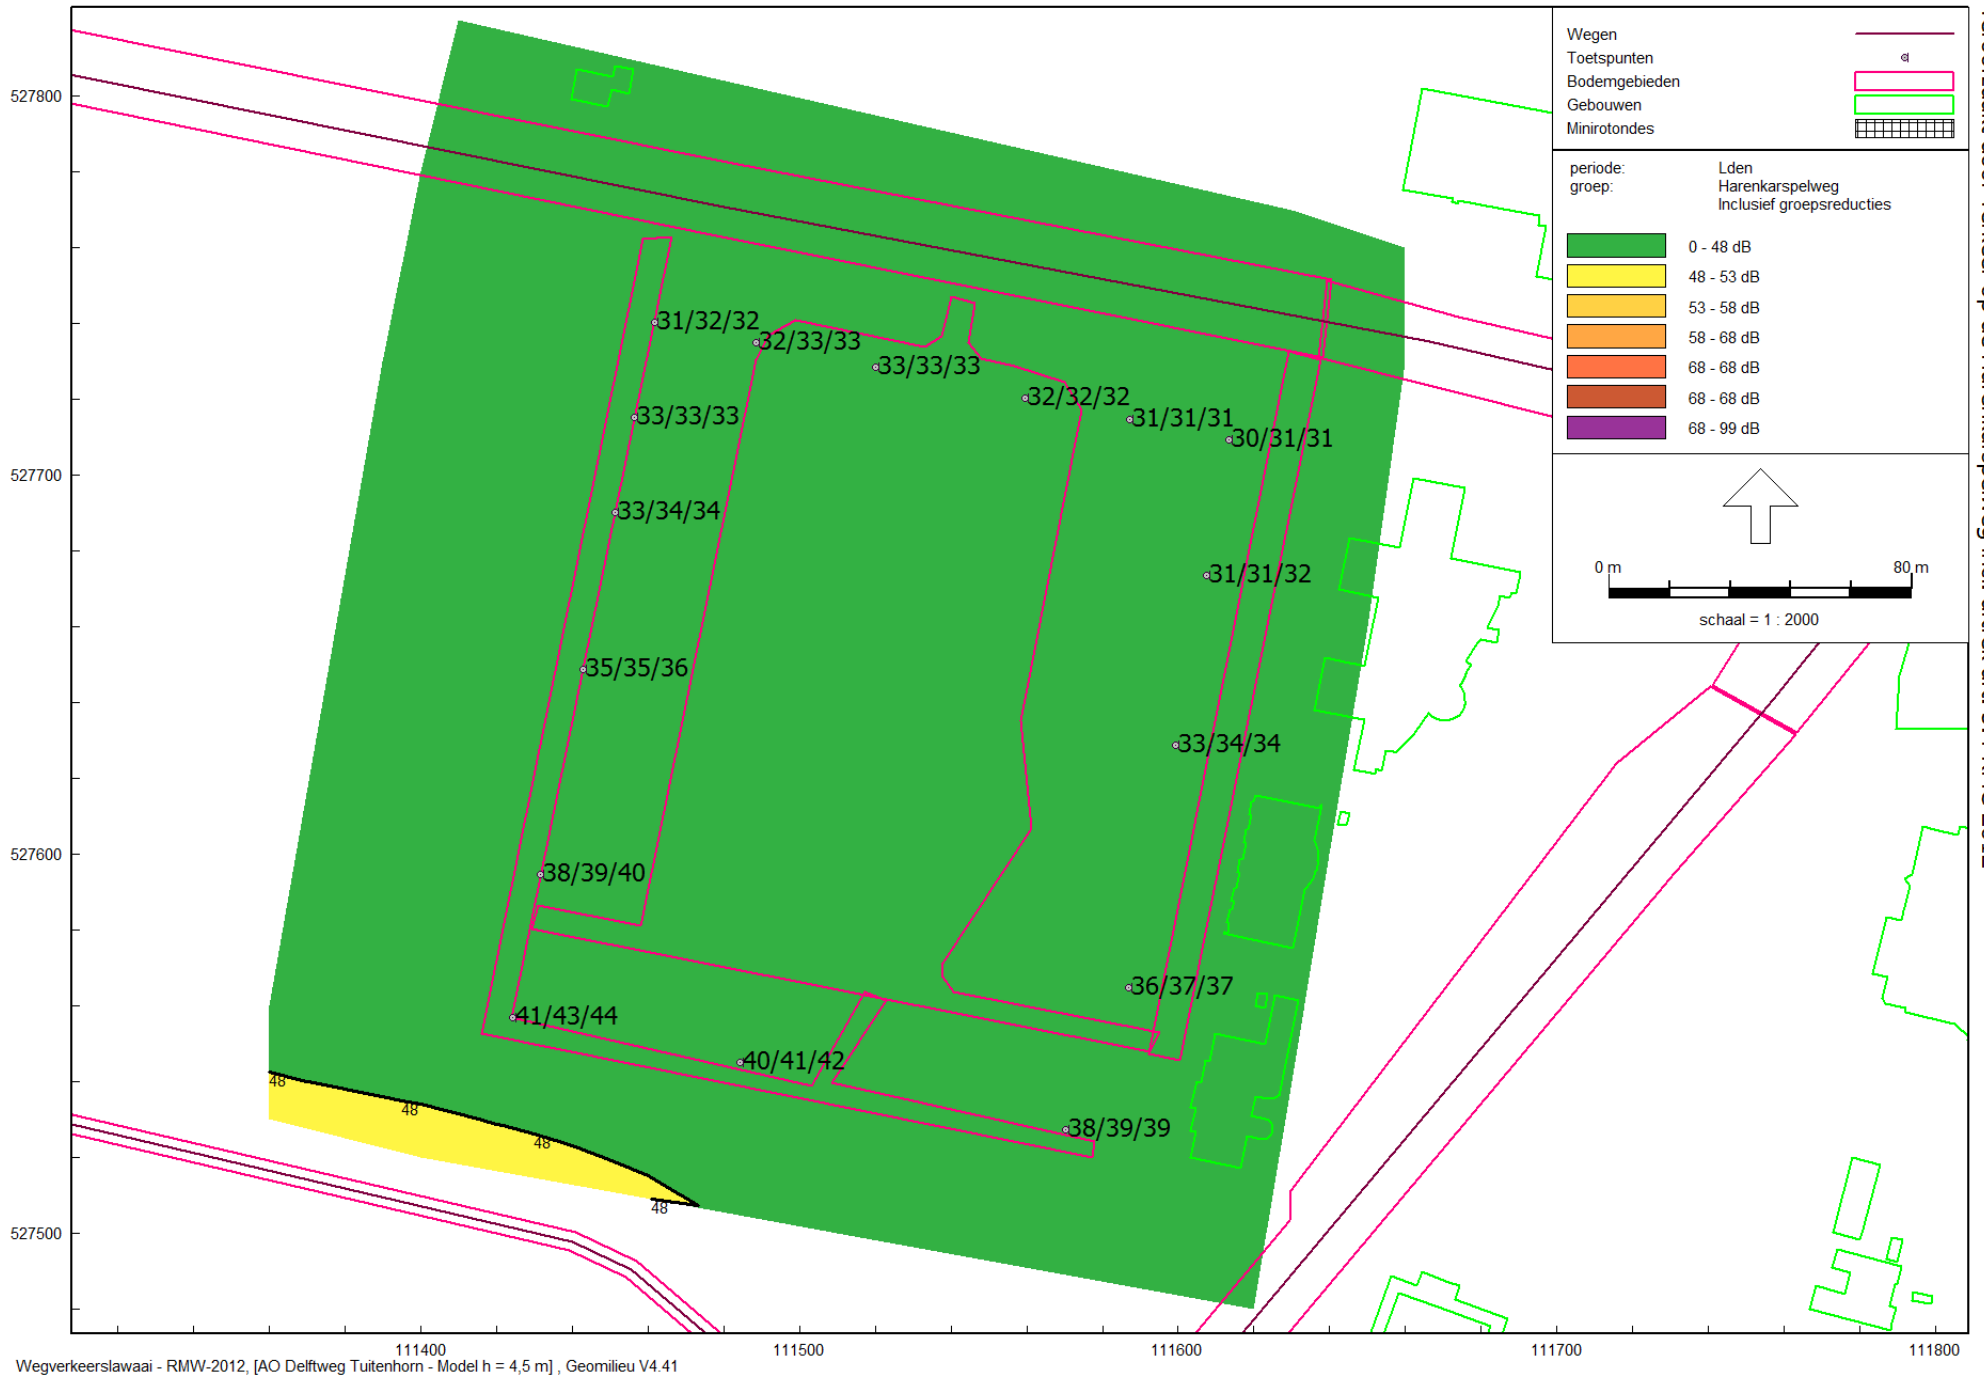 Wegen
Toetspunten
Bodemgebieden
Gebouwen
Minirotondes
periode: Lden
groep: Harenkarspelweg
Inclusief groepsreducties
0 - 48 dB
48 - 53 dB
53 - 58 dB
58 - 68 dB
68 - 68 dB
68 - 68 dB
68 - 99 dB
0 m 80 m
schaal = 1 : 2000
527800
527700
527600
527500
31/32/32
32/33/33
33/33/33
32/32/32
31/31/31
30/31/31
33/33/33
33/34/34
31/31/32
35/35/36
33/34/34
38/39/40
36/37/37
41/43/44
40/41/42
38/39/39
48
48
48
48
111400
111500
111600
111700
111800
Wegverkeerslawaai - RMW-2012, [AO Delftweg Tuitenhorn - Model h = 4,5 m] , Geomilieu V4.41